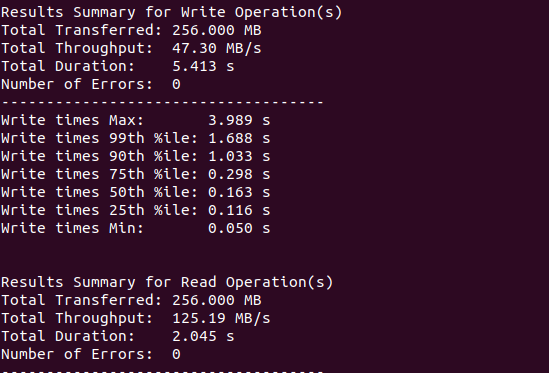 Results Summary for Write Operation(s)
Total Transferred: 256.000 MB
Total Throughput:  47.30 MB/s
Total Duration:    5.413 s
Number of Errors:  0
------------------------------------
Write times Max:       3.989 s
Write times 99th %ile: 1.688 s
Write times 90th %ile: 1.033 s
Write times 75th %ile: 0.298 s
Write times 50th %ile: 0.163 s
Write times 25th %ile: 0.116 s
Write times Min:       0.050 s
Results Summary for Read Operation(s)
Total Transferred: 256.000 MB
Total Throughput:  125.19 MB/s
Total Duration:    2.045 s
Number of Errors:  0
------------------------------------